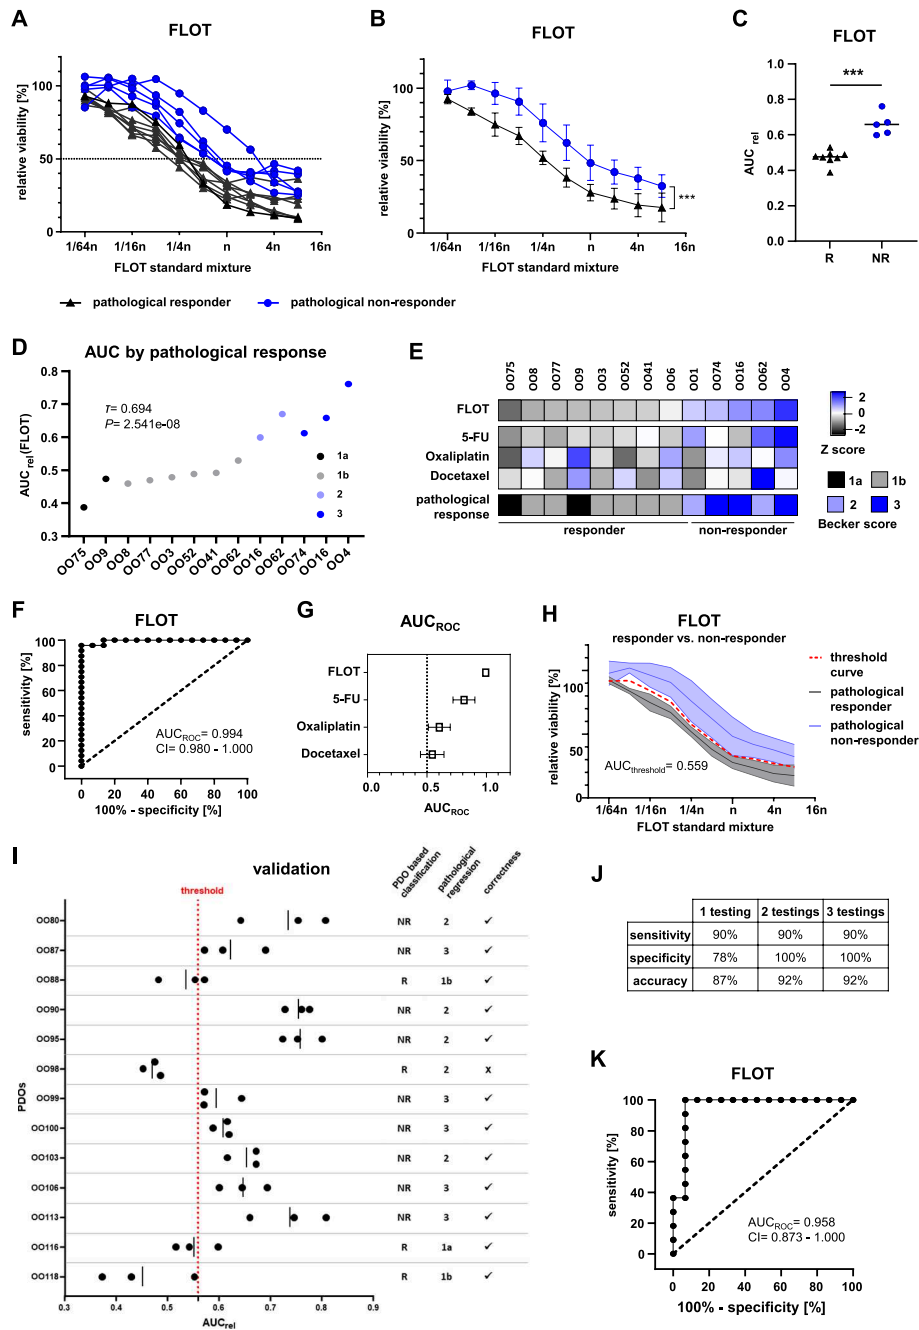 A
FLOT
relative viability [%]
100
50
0
1/64n 1/16n 1/4n n 4n 16n
FLOT standard mixture
B
FLOT
relative viability [%]
100
50
0
***
1/64n 1/16n 1/4n n 4n 16n
FLOT standard mixture
C
FLOT
AUC rel
1.0
0.8
0.6
0.4
0.2
0.0
***
R NR
pathological responder pathological non-responder
D
AUC by pathological response
AUCrel(FLOT)
0.8
0.7
0.6
0.5
0.4
0.3
τ= 0.694
P= 2.541e-08
1a
1b
2
3
OO75 OO9 OO8 OO77 OO3 OO52 OO41 OO62 OO16 OO62 OO74 OO16 OO4
E
OO75 OO8 OO77 OO9 OO3 OO52 OO41 OO6 OO1 OO74 OO16 OO62 OO4
FLOT
5-FU
Oxaliplatin
Docetaxel
pathological
response
responder non-responder
2
0
-2
Z score
1a 1b
2 3
Becker score
F
FLOT
sensitivity [%]
100
80
60
40
20
0
AUCROC= 0.994
CI= 0.980 - 1.000
0 20 40 60 80 100
100% - specificity [%]
G
AUCROC
FLOT
5-FU
Oxaliplatin
Docetaxel
0.0 0.5 1.0
AUCROC
H
FLOT
responder vs. non-responder
relative viability [%]
100
50
0
AUCthreshold = 0.559
1/64n 1/16n 1/4n n 4n 16n
FLOT standard mixture
threshold
curve
pathological
responder
pathological
non-responder
I
validation
threshold
PDO based
classification
pathological
regression
correctness
PDOs
OO80 NR 2 ✓
OO87 NR 3 ✓
OO88 R 1b ✓
OO90 NR 2 ✓
OO95 NR 2 ✓
OO98 R 2 x
OO99 NR 3 ✓
OO100 NR 3 ✓
OO103 NR 2 ✓
OO106 NR 3 ✓
OO113 NR 3 ✓
OO116 R 1a ✓
OO118 R 1b ✓
0.3 0.4 0.5 0.6 0.7 0.8 0.9
AUCrel
J
1 testing 2 testings 3 testings
sensitivity 90% 90% 90%
specificity 78% 100% 100%
accuracy 87% 92% 92%
K
FLOT
sensitivity [%]
100
80
60
40
20
0
AUCROC= 0.958
CI= 0.873 - 1.000
0 20 40 60 80 100
100% - specificity [%]